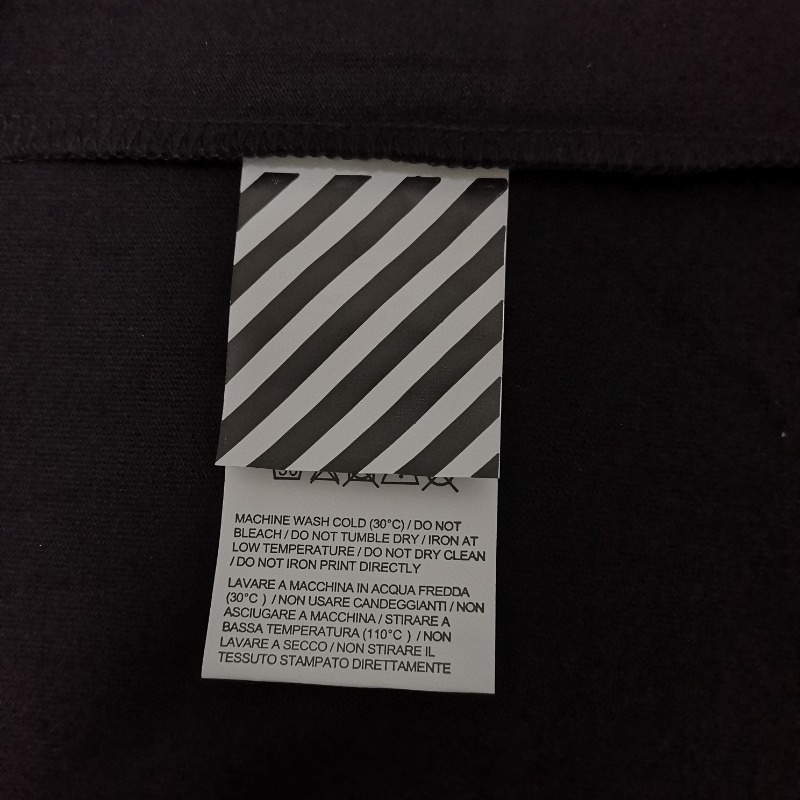 MACHINE WASH COLD (30°C) / DO NOT
BLEACH / DO NOT TUMBLE DRY / IRON AT
LOW TEMPERATURE / DO NOT DRY CLEAN
/ DO NOT IRON PRINT DIRECTLY
LAVARE A MACCHINA IN ACQUA FREDDA
(30°C ) / NON USARE CANDEGGIANTI / NON
ASCIUGARE A MACCHINA / STIRARE A
BASSA TEMPERATURA (110°C ) / NON
LAVARE A SECCO / NON STIRARE IL
TESSUTO STAMPATO DIRETTAMENTE